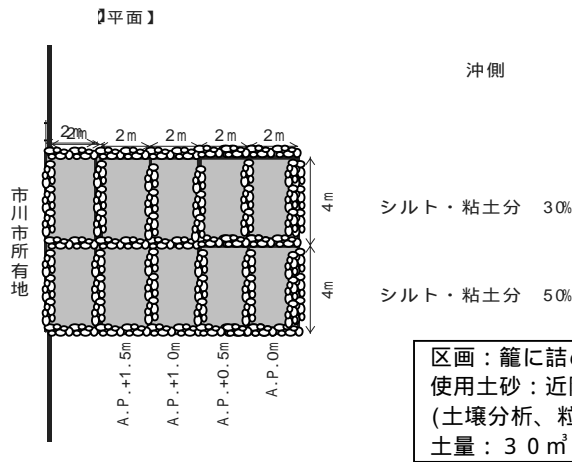 【平面】
沖側
2m 2m 2m 2m 2m 2m
4m
シルト・粘土分 30%
市川市所有地
4m
シルト・粘土分 50%
A.P.+1.5m
A.P.+1.0m
A.P.+0.5m
A.P.0m
区画：籠に詰
使用土砂：近
(土壌分析、粒
土量：３０㎥